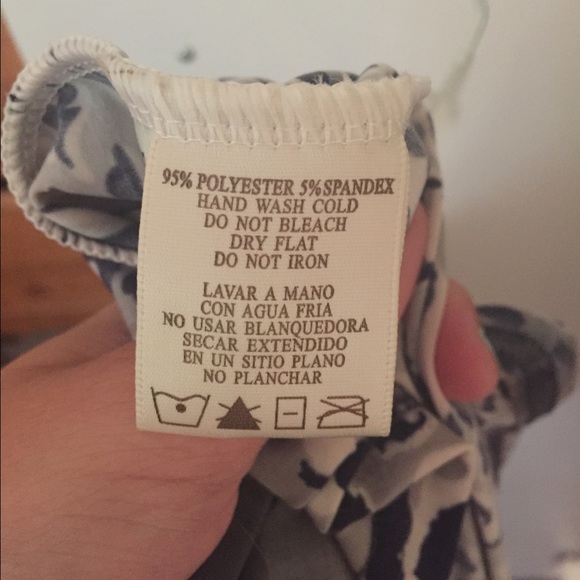 95% POLYESTER 5% SPANDEX
HAND WASH COLD
DO NOT BLEACH
DRY FLAT
DO NOT IRON
LAVAR A MANO
CON AGUA FRIA
NO USAR BLANQUEDORA
SECAR EXTENDIDO
EN UN SITIO PLANO
NO PLANCHAR